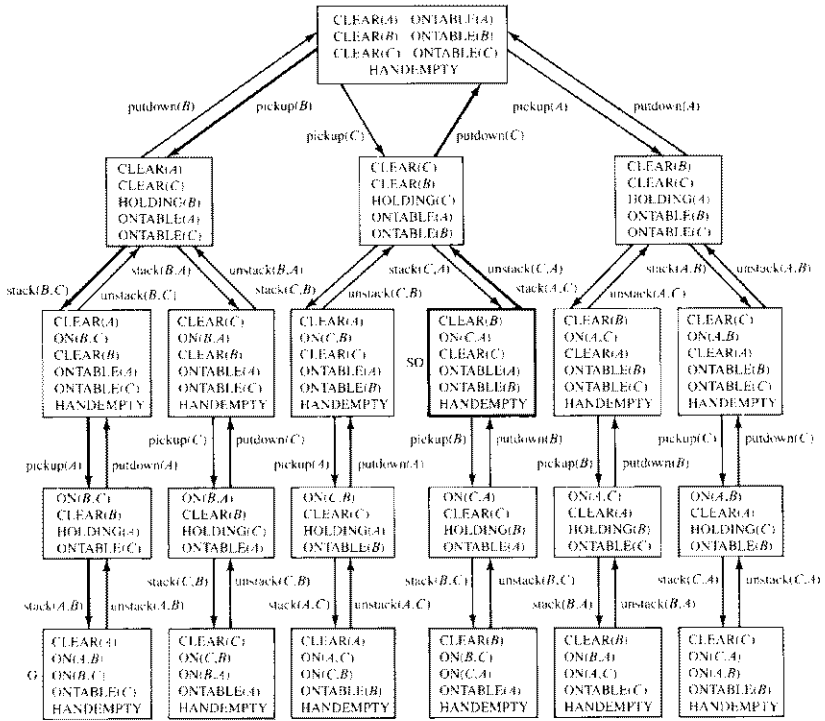 CLEAR(A) ONTABLE(A)
CLEAR(B) ONTABLE(B)
CLEAR(C) ONTABLE(C)
HANDEMPTY
putdown(B)
pickup(B)
pickup(C)
putdown(C)
pickup(A)
putdown(A)
CLEAR(A)
CLEAR(C)
HOLDING(B)
ONTABLE(A)
ONTABLE(C)
CLEAR(C)
CLEAR(B)
HOLDING(C)
ONTABLE(A)
ONTABLE(B)
CLEAR(B)
CLEAR(C)
HOLDING(A)
ONTABLE(B)
ONTABLE(C)
stack(B,C)
unstack(B,C)
stack(B,A)
unstack(B,A)
stack(C,B)
unstack(C,B)
stack(C,A)
unstack(C,A)
stack(A,C)
unstack(A,C)
stack(A,B)
unstack(A,B)
CLEAR(A)
ON(B,C)
CLEAR(B)
ONTABLE(A)
ONTABLE(C)
HANDEMPTY
CLEAR(C)
ON(B,A)
CLEAR(B)
ONTABLE(A)
ONTABLE(C)
HANDEMPTY
CLEAR(A)
ON(C,B)
CLEAR(C)
ONTABLE(A)
ONTABLE(B)
HANDEMPTY
SO
CLEAR(B)
ON(C,A)
CLEAR(C)
ONTABLE(A)
ONTABLE(B)
HANDEMPTY
CLEAR(B)
ON(A,C)
CLEAR(A)
ONTABLE(B)
ONTABLE(C)
HANDEMPTY
CLEAR(C)
ON(A,B)
CLEAR(A)
ONTABLE(B)
ONTABLE(C)
HANDEMPTY
pickup(A)
putdown(A)
pickup(C)
putdown(C)
pickup(A)
putdown(A)
pickup(B)
putdown(B)
pickup(B)
putdown(B)
pickup(C)
putdown(C)
ON(B,C)
CLEAR(B)
HOLDING(A)
ONTABLE(C)
ON(B,A)
CLEAR(B)
HOLDING(C)
ONTABLE(A)
ON(C,B)
CLEAR(C)
HOLDING(A)
ONTABLE(B)
ON(C,A)
CLEAR(C)
HOLDING(B)
ONTABLE(A)
ON(A,C)
CLEAR(A)
HOLDING(B)
ONTABLE(C)
ON(A,B)
CLEAR(A)
HOLDING(C)
ONTABLE(B)
stack(A,B)
unstack(A,B)
stack(C,B)
unstack(C,B)
stack(A,C)
unstack(A,C)
stack(B,C)
unstack(B,C)
stack(B,A)
unstack(B,A)
stack(C,A)
unstack(C,A)
G
CLEAR(A)
ON(A,B)
ON(B,C)
ONTABLE(C)
HANDEMPTY
CLEAR(C)
ON(C,B)
ON(B,A)
ONTABLE(A)
HANDEMPTY
CLEAR(A)
ON(A,C)
ON(C,B)
ONTABLE(B)
HANDEMPTY
CLEAR(B)
ON(B,C)
ON(C,A)
ONTABLE(A)
HANDEMPTY
CLEAR(B)
ON(B,A)
ON(A,C)
ONTABLE(C)
HANDEMPTY
CLEAR(C)
ON(C,A)
ON(A,B)
ONTABLE(B)
HANDEMPTY